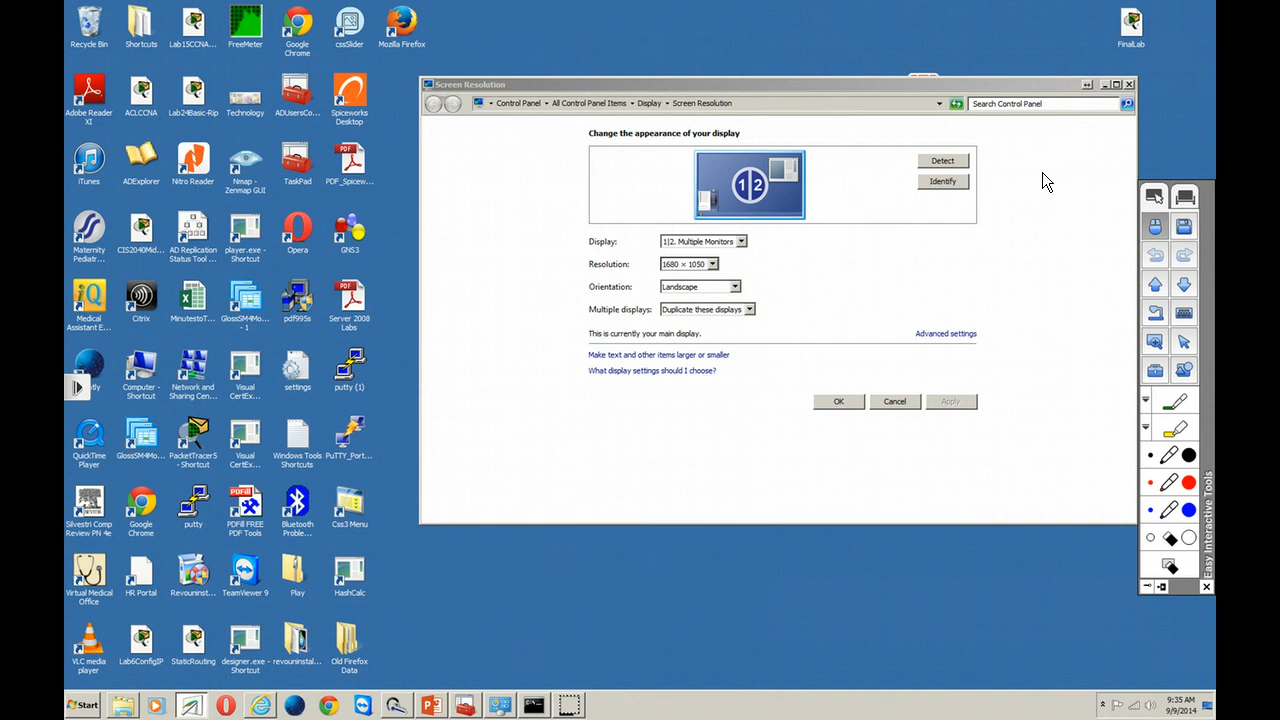 Recycle Bin
Shortcuts
Lab15CCNA...
FreeMeter
Google
Chrome
cssSlider
Mozilla Firefox
FinalLab
Adobe Reader
XI
ACLCCNA
Lab24Basic-Rip
Technology
ADUsersCo...
Spiceworks
Desktop
iTunes
ADExplorer
Nitro Reader
Nmap -
Zenmap GUI
TaskPad
PDF_Spicew...
Maternity
Pediatr...
CIS2040Mid...
AD Replication
Status Tool ...
player.exe -
Shortcut
Opera
GNS3
Medical
Assistant E...
Citrix
MinutestoT...
GlosSM4Mo...
- 1
pdf995s
Server 2008
Labs
Computer -
Shortcut
Network and
Sharing Cen...
Visual
CertEx...
settings
putty (1)
QuickTime
Player
GlosSM4Mo...
PacketTracer5
- Shortcut
Visual
CertEx...
Windows Tools
Shortcuts
PuTTY_Port...
Silvestri Comp
Review PN 4e
Google
Chrome
putty
PDFill FREE
PDF Tools
Bluetooth
Proble...
Css3 Menu
Virtual Medical
Office
HR Portal
Revouninst...
TeamViewer 9
Play
HashCalc
VLC media
player
Lab6ConfigIP
StaticRouting
designer.exe -
Shortcut
revouninstal...
Old Firefox
Data
Screen Resolution
Control Panel
All Control Panel Items
Display
Screen Resolution
Search Control Panel
Change the appearance of your display
1 2
Detect
Identify
Display: 1|2. Multiple Monitors
Resolution: 1680 × 1050
Orientation: Landscape
Multiple displays: Duplicate these displays
This is currently your main display.
Advanced settings
Make text and other items larger or smaller
What display settings should I choose?
OK
Cancel
Apply
Easy Interactive Tools
Start
9:35 AM
9/9/2014